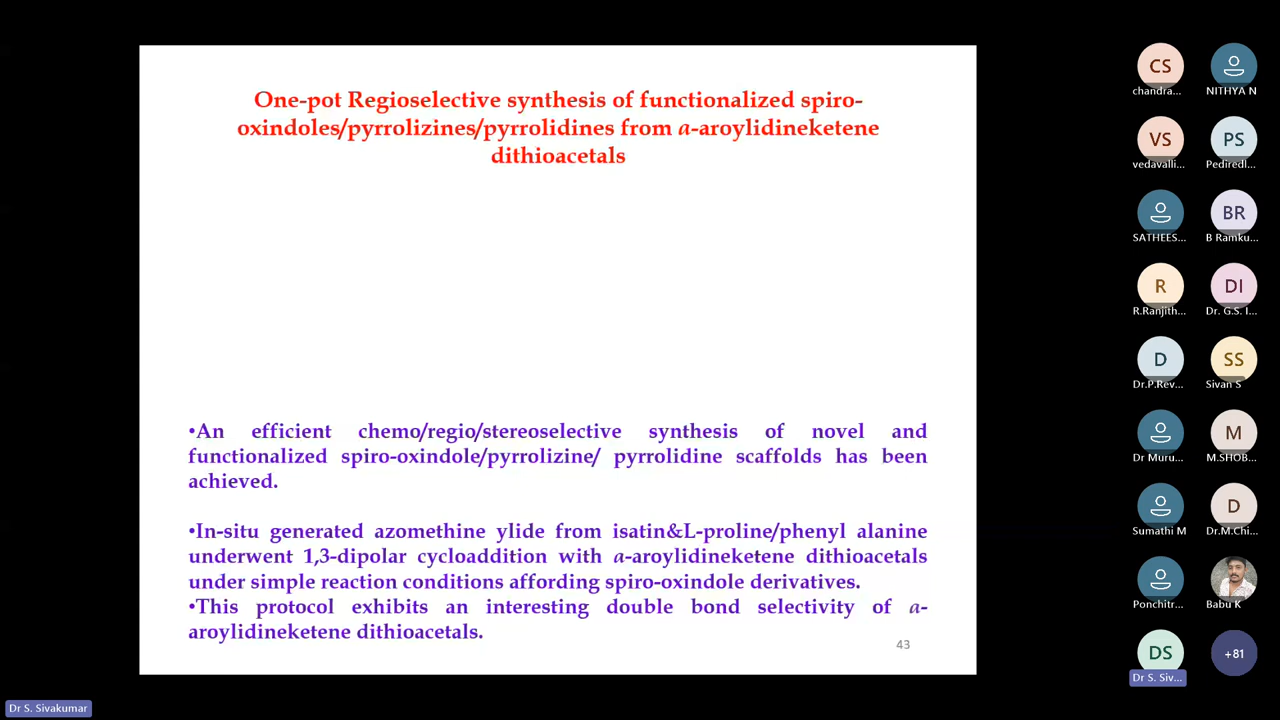 One-pot Regioselective synthesis of functionalized spiro-
oxindoles/pyrrolizines/pyrrolidines from a-aroylidineketene
dithioacetals
•An efficient chemo/regio/stereoselective synthesis of novel and
functionalized spiro-oxindole/pyrrolizine/ pyrrolidine scaffolds has been
achieved.
•In-situ generated azomethine ylide from isatin&L-proline/phenyl alanine
underwent 1,3-dipolar cycloaddition with a-aroylidineketene dithioacetals
under simple reaction conditions affording spiro-oxindole derivatives.
•This protocol exhibits an interesting double bond selectivity of a-
aroylidineketene dithioacetals.
43
CS
chandra...
NITHYA N
VS
vedavalli...
PS
Pediredl...
SATHEES...
BR
B Ramku...
R
R.Ranjith...
DI
Dr. G.S. I...
D
Dr.P.Rev...
SS
Sivan S
Dr Muru...
M
M.SHOB...
Sumathi M
D
Dr.M.Chi...
Ponchitr...
Babu K
DS
Dr S. Siv...
+81
Dr S. Sivakumar